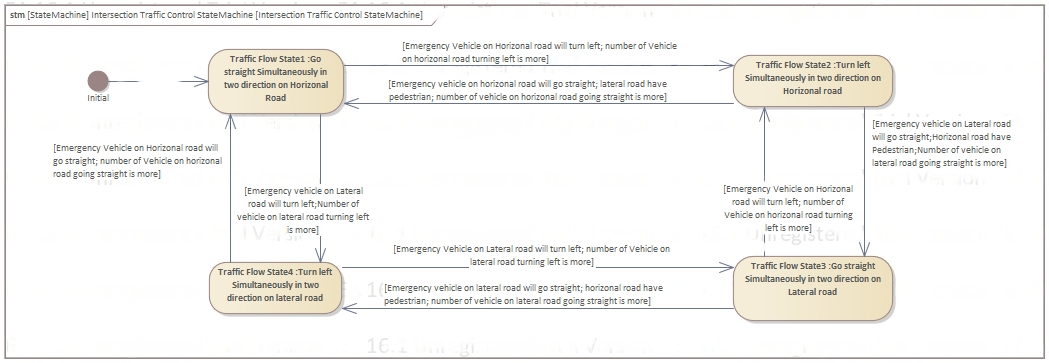 stm [StateMachine] Intersection Traffic Control StateMachine [Intersection Traffic Control StateMachine]
Initial
Traffic Flow State1 :Go
straight Simultaneously in
two direction on Horizonal
Road
[Emergency Vehicle on Horizonal road will turn left; number of Vehicle
on horizonal road turning left is more]
[Emergency vehicle on horizonal road will go straight; lateral road have
pedestrian; number of vehicle on horizonal road going straight is more]
Traffic Flow State2 :Turn left
Simultaneously in two direction on
Horizonal road
[Emergency Vehicle on Horizonal road will
go straight; number of Vehicle on horizonal
road going straight is more]
[Emergency vehicle on Lateral
road will turn left;Number of
vehicle on lateral road turning left
is more]
[Emergency Vehicle on Horizonal
road will turn left; number of
Vehicle on horizonal road turning
left is more]
[Emergency vehicle on Lateral road
will go straight;Horizonal road have
Pedestrian;Number of vehicle on
lateral road going straight is more]
Traffic Flow State4 :Turn left
Simultaneously in two
direction on lateral road
[Emergency Vehicle on Lateral road will turn left; number of Vehicle on
lateral road turning left is more]
[Emergency vehicle on lateral road will go straight; horizonal road have
pedestrian; number of vehicle on lateral road going straight is more]
Traffic Flow State3 :Go straight
Simultaneously in two direction on
Lateral road